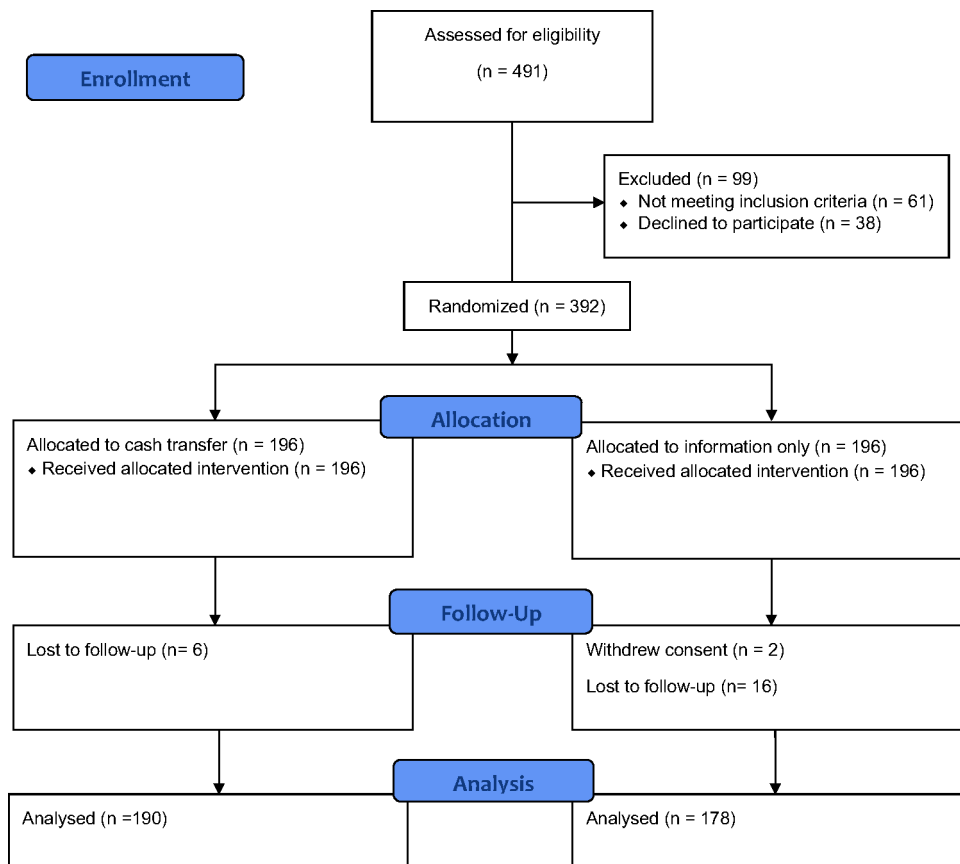 Assessed for eligibility
(n = 491)
Enrollment
Excluded (n = 99)
⬥ Not meeting inclusion criteria (n = 61)
⬥ Declined to participate (n = 38)
Randomized (n = 392)
Allocation
Allocated to cash transfer (n = 196)
⬥ Received allocated intervention (n = 196)
Allocated to information only (n = 196)
⬥ Received allocated intervention (n = 196)
Follow-Up
Lost to follow-up (n= 6)
Withdrew consent (n = 2)
Lost to follow-up (n= 16)
Analysis
Analysed (n =190)
Analysed (n = 178)